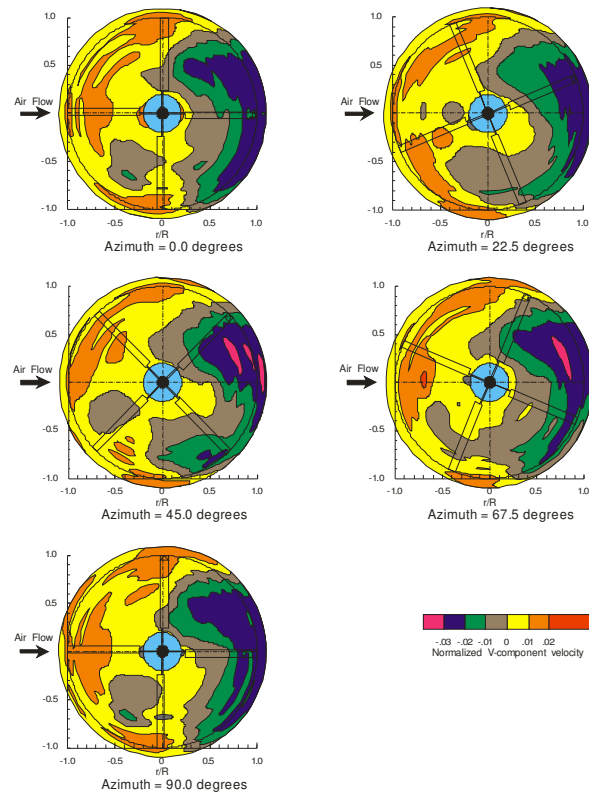 1.0
0.5
Air Flow
-0.5
-1.0
-1.0 -0.5 0.0 0.5 1.0
r/R
Azimuth = 0.0 degrees
1.0
0.5
Air Flow
-0.5
-1.0
-1.0 -0.5 0.0 0.5 1.0
r/R
Azimuth = 22.5 degrees
1.0
0.5
Air Flow
-0.5
-1.0
-1.0 -0.5 0.0 0.5 1.0
r/R
Azimuth = 45.0 degrees
1.0
0.5
Air Flow
-0.5
-1.0
-1.0 -0.5 0.0 0.5 1.0
r/R
Azimuth = 67.5 degrees
1.0
0.5
Air Flow
-0.5
-1.0
-1.0 -0.5 0.0 0.5 1.0
r/R
Azimuth = 90.0 degrees
-.03 -.02 -.01 0 .01 .02
Normalized V-component velocity